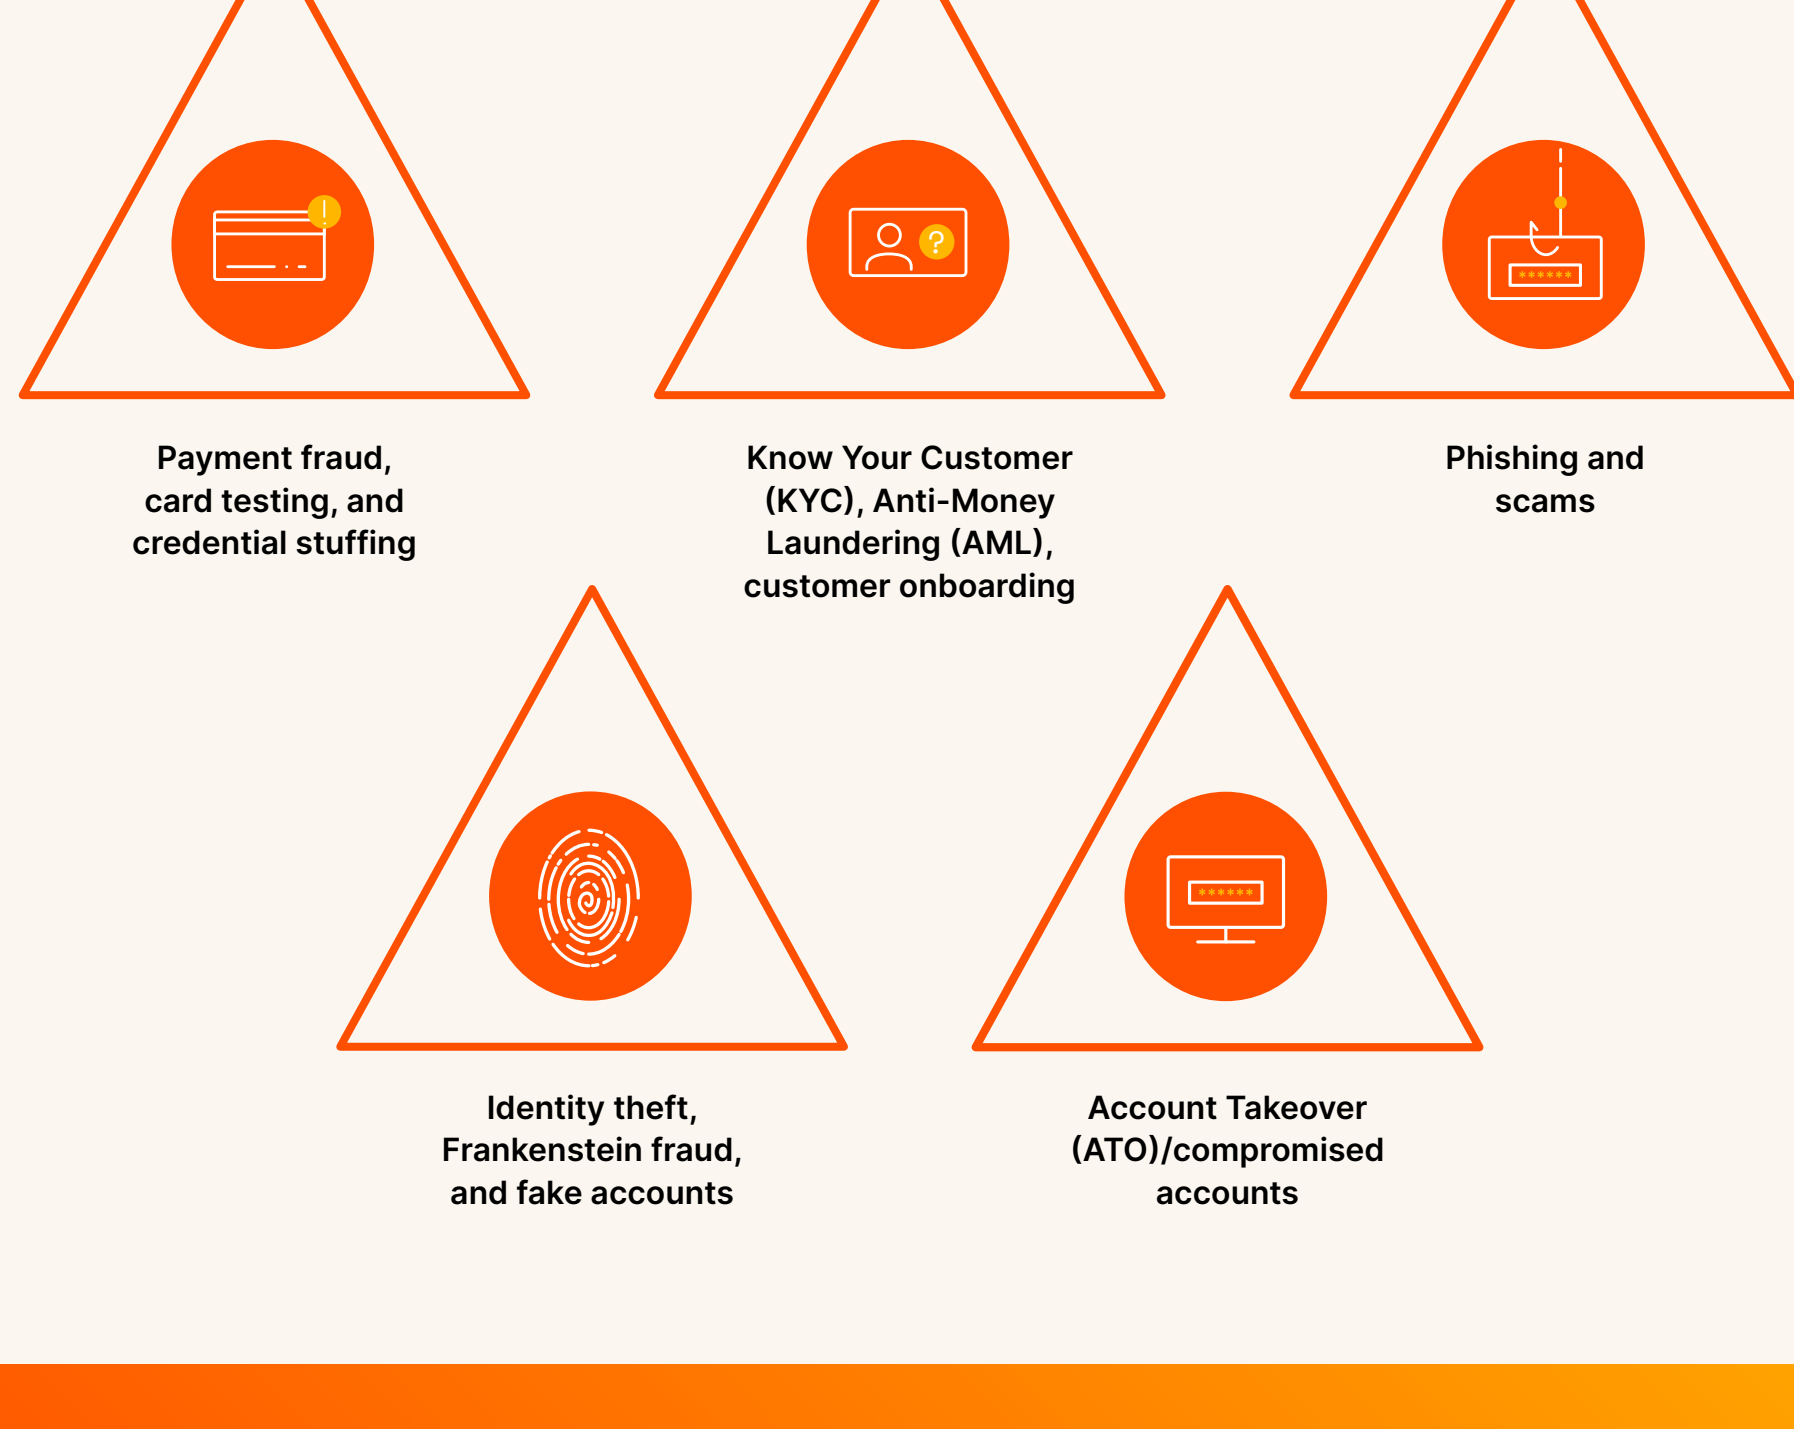 Payment fraud,
card testing, and
credential stuffing
Know Your Customer
(KYC), Anti-Money
Laundering (AML),
customer onboarding
Phishing and
scams
Identity theft,
Frankenstein fraud,
and fake accounts
Account Takeover
(ATO)/compromised
accounts